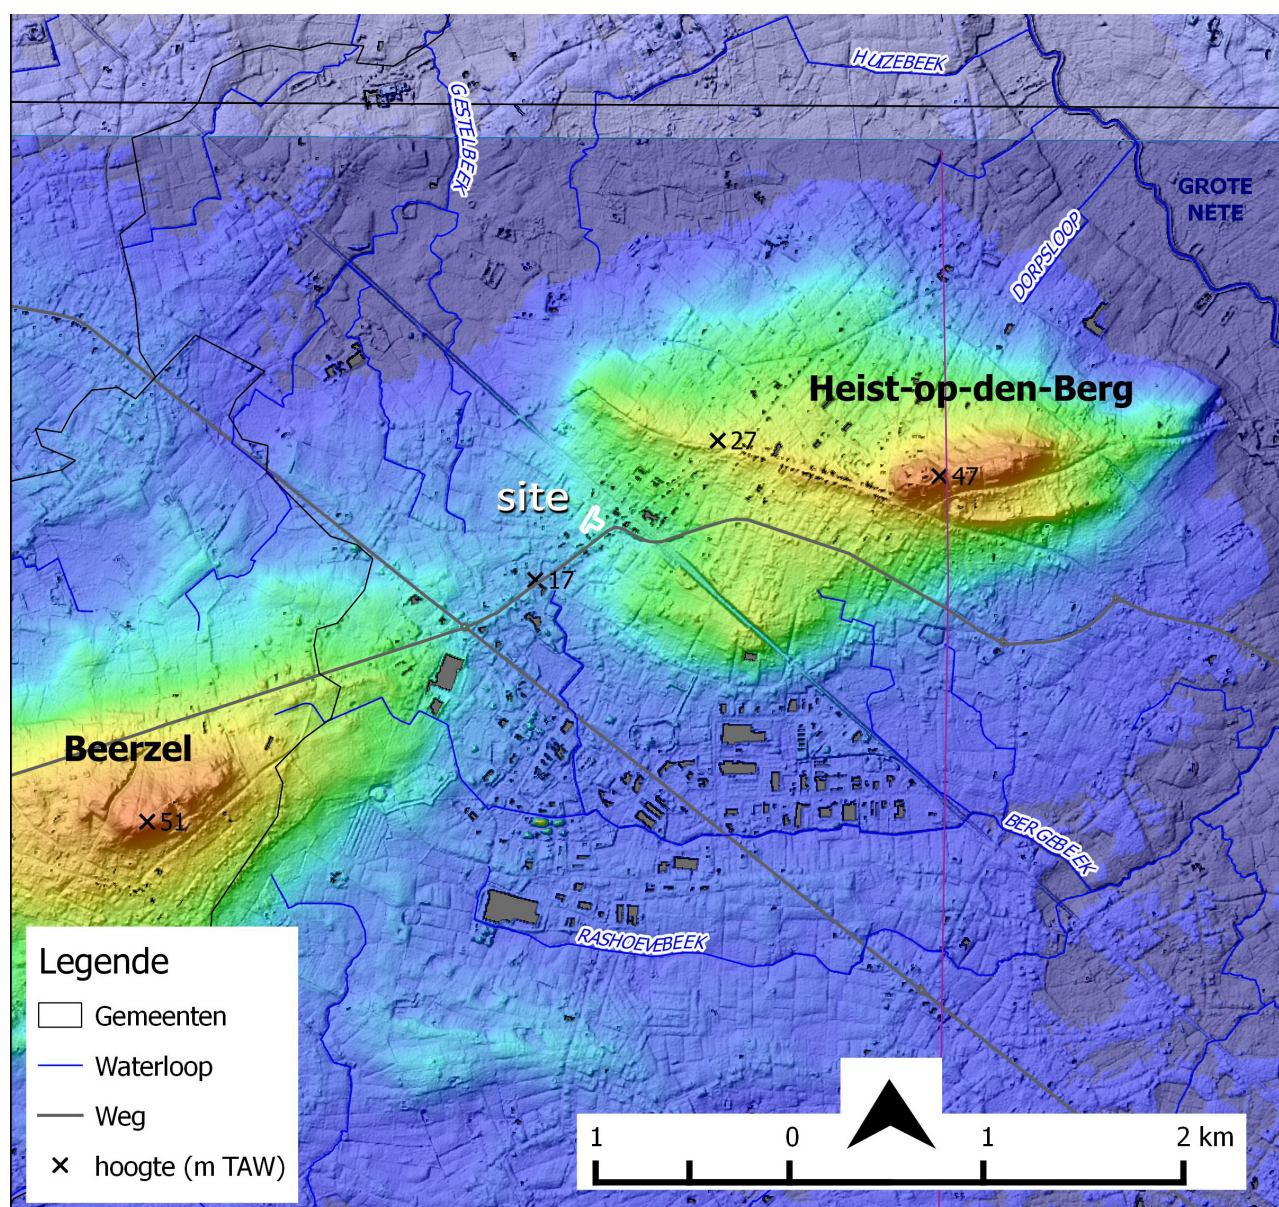 HUIZEBEEK
GESTELBEEK
GROTE
NETE
DORPSLOOP
Heist-op-den-Berg
27
47
site
17
Beerzel
51
BERGEBEEK
RASHOEVEBEEK
Legende
Gemeenten
Waterloop
Weg
hoogte (m TAW)
1 0 1 2 km